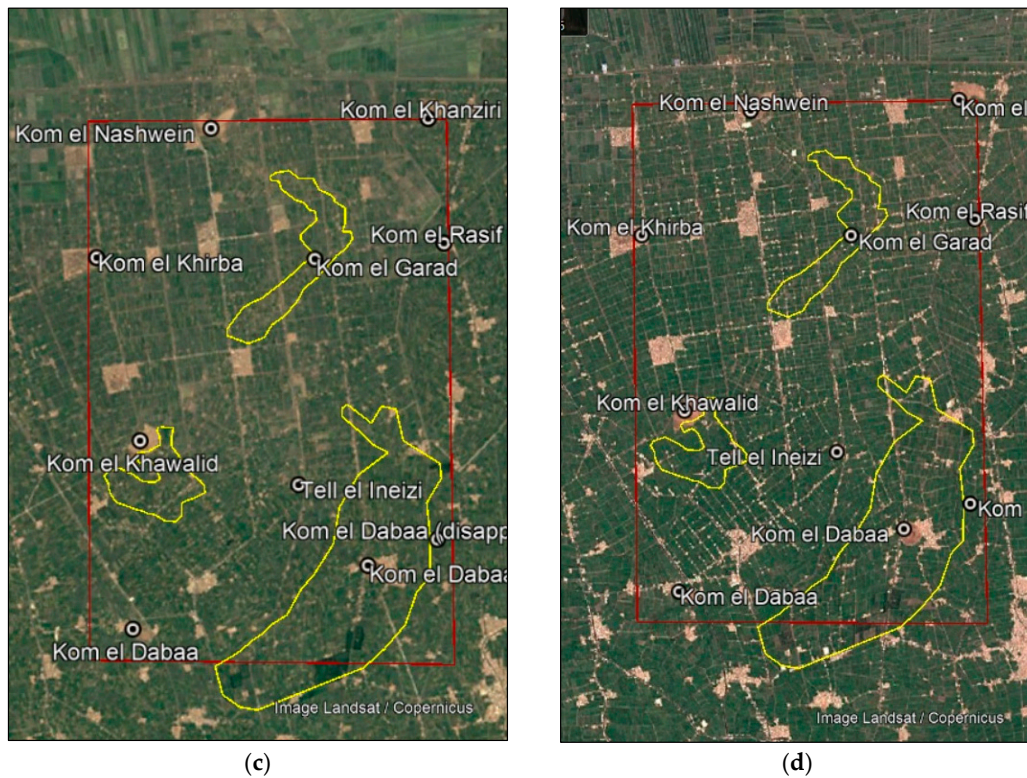 Kom el Khanziri
Kom el Nashwein
Kom el Rasif
Kom el Khirba
Kom el Garad
Kom el Khawalid
Tell el Ineizi
Kom el Dabaa (disapp
Kom el Dabaa
Kom el Dabaa
Image Landsat / Copernicus
(c)
Kom el Nashwein
Kom el
Kom el Rasif
Kom el Khirba
Kom el Garad
Kom el Khawalid
Tell el Ineizi
Kom
Kom el Dabaa
Kom el Dabaa
Image Landsat / Copernicus
(d)